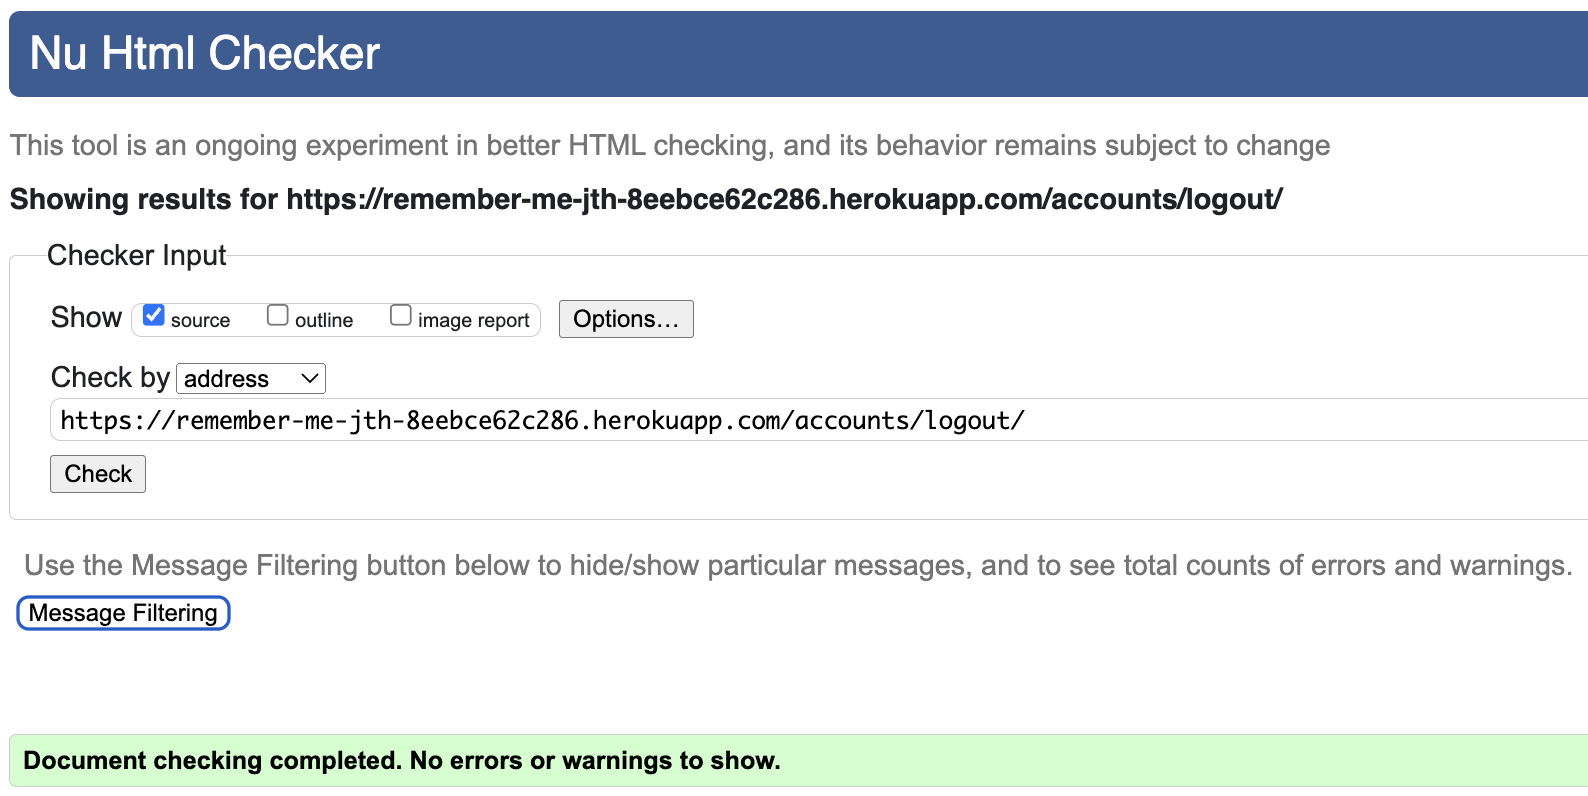 Nu Html Checker
This tool is an ongoing experiment in better HTML checking, and its behavior remains subject to change
Showing results for https://remember-me-jth-8eebce62c286.herokuapp.com/accounts/logout/
Checker Input
Show source outline image report Options...
Check by address
https://remember-me-jth-8eebce62c286.herokuapp.com/accounts/logout/
Check
Use the Message Filtering button below to hide/show particular messages, and to see total counts of errors and warnings.
Message Filtering
Document checking completed. No errors or warnings to show.